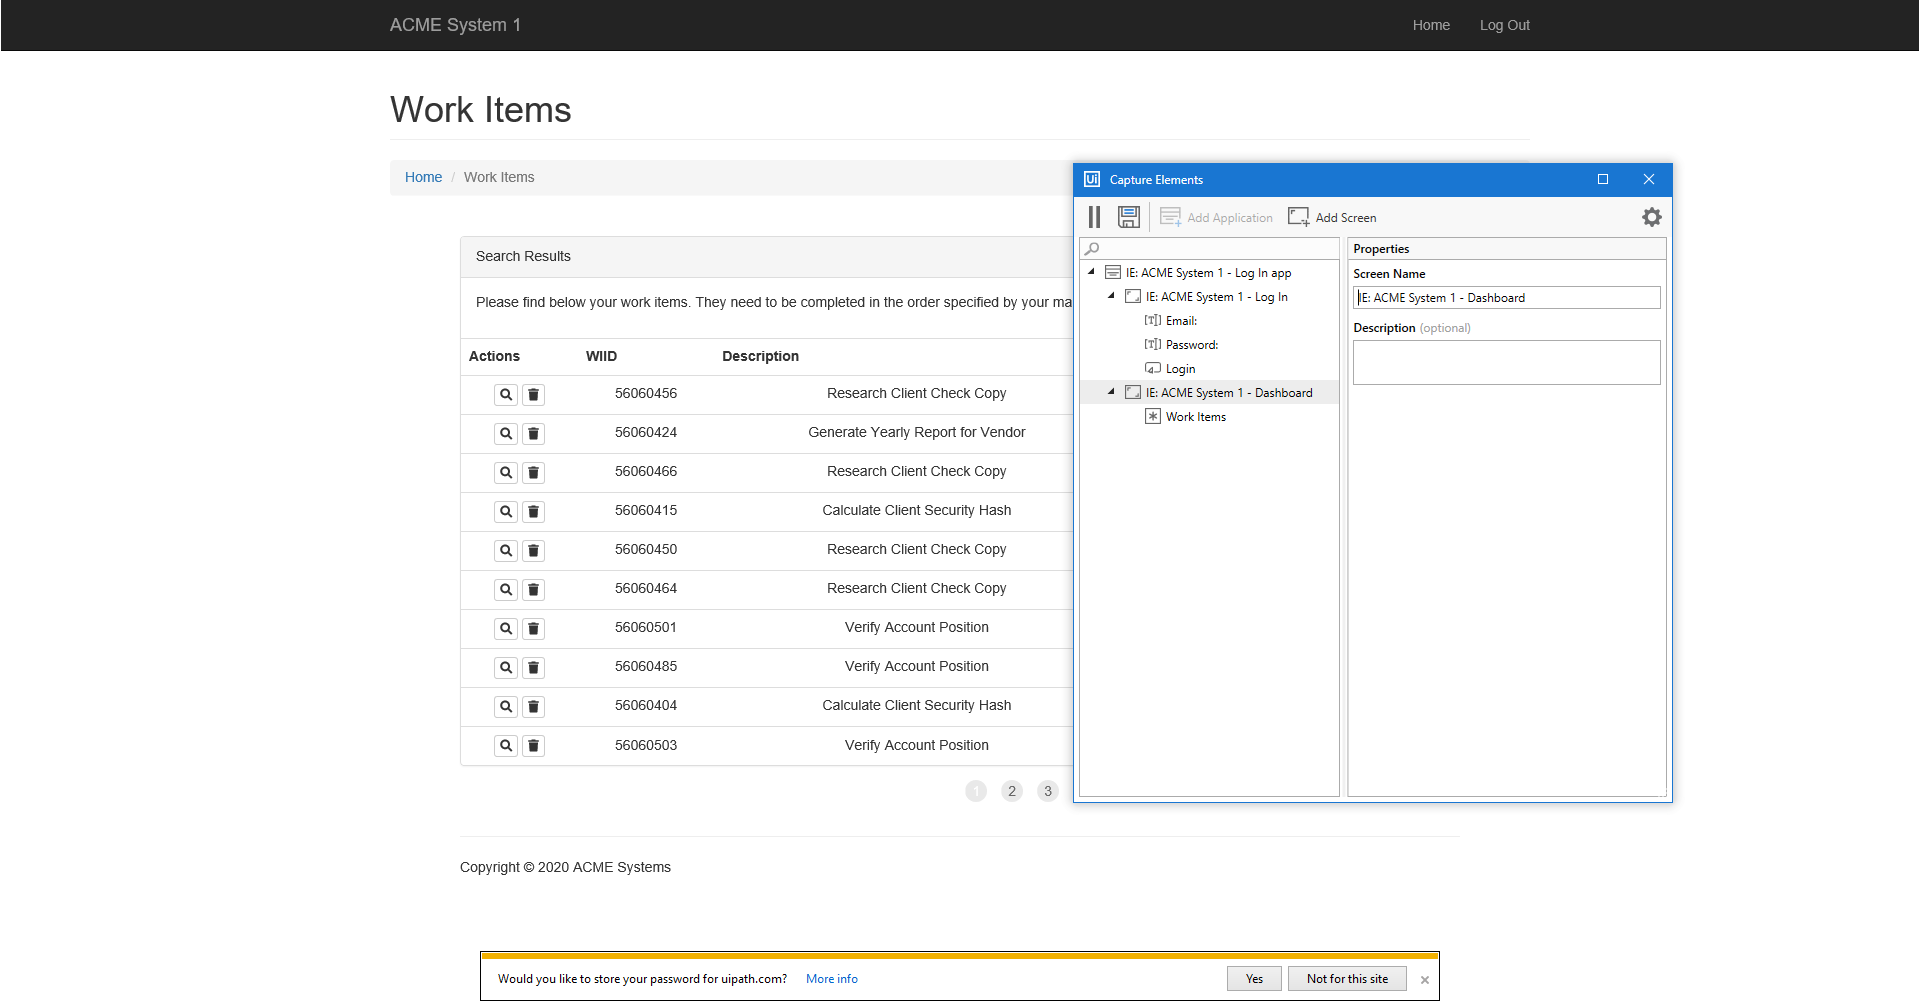 ACME System 1
Home
Log Out
Work Items
Home / Work Items
Search Results
Please find below your work items. They need to be completed in the order specified by your ma
Actions WIID Description
56060456 Research Client Check Copy
56060424 Generate Yearly Report for Vendor
56060466 Research Client Check Copy
56060415 Calculate Client Security Hash
56060450 Research Client Check Copy
56060464 Research Client Check Copy
56060501 Verify Account Position
56060485 Verify Account Position
56060404 Calculate Client Security Hash
56060503 Verify Account Position
1 2 3
Copyright © 2020 ACME Systems
Ui Capture Elements
Add Application Add Screen
IE: ACME System 1 - Log In app
IE: ACME System 1 - Log In
Email:
Password:
Login
IE: ACME System 1 - Dashboard
Work Items
Properties
Screen Name
IE: ACME System 1 - Dashboard
Description (optional)
Would you like to store your password for uipath.com? More info Yes Not for this site